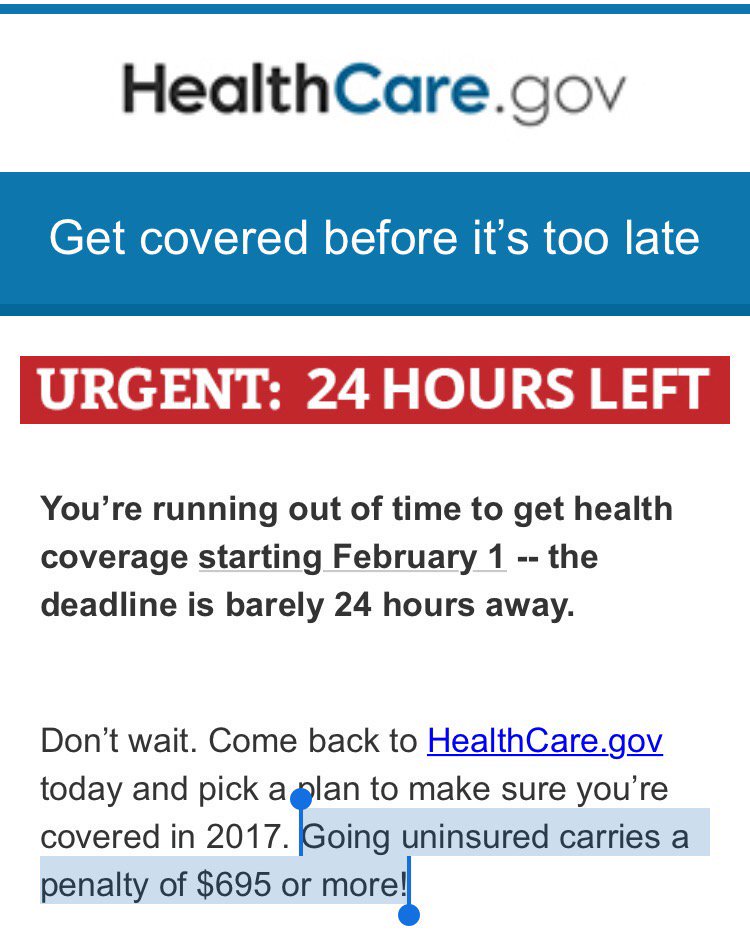 HealthCare.gov
Get covered before it’s too late
URGENT: 24 HOURS LEFT
You’re running out of time to get health
coverage starting February 1 -- the
deadline is barely 24 hours away.
Don’t wait. Come back to HealthCare.gov
today and pick a plan to make sure you’re
covered in 2017. Going uninsured carries a
penalty of $695 or more!